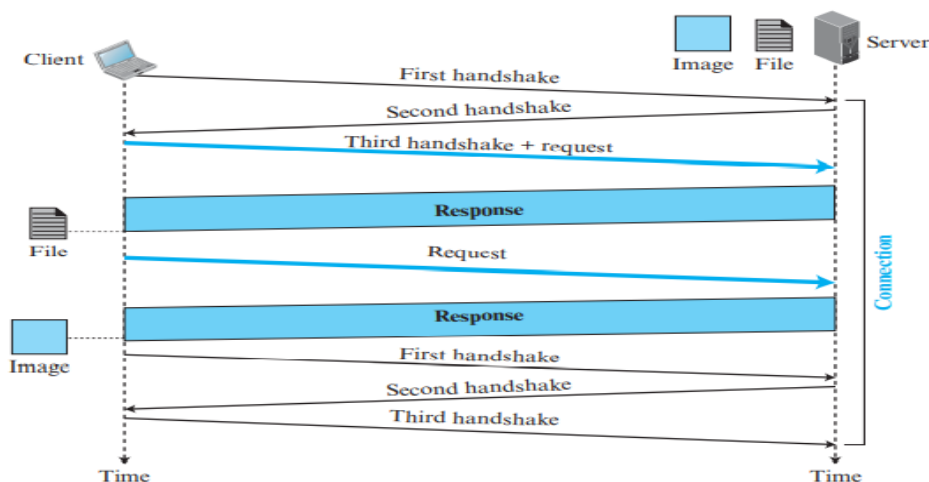 Client
Image
File
Server
First handshake
Second handshake
Third handshake + request
Response
File
Request
Response
Image
First handshake
Second handshake
Third handshake
Connection
Time
Time